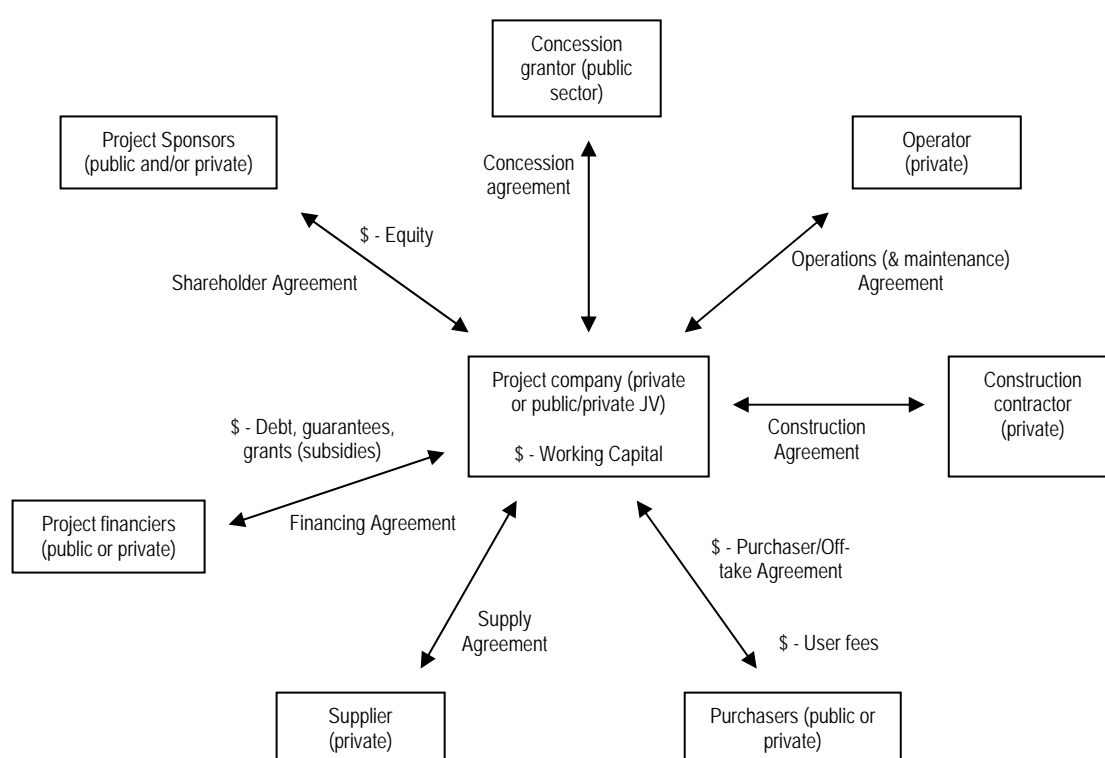 Concession
grantor (public
sector)
Project Sponsors
(public and/or private)
Operator
(private)
Concession
agreement
$ - Equity
Operations (& maintenance)
Agreement
Shareholder Agreement
Project company (private
or public/private JV)
$ - Working Capital
Construction
contractor
(private)
$ - Debt, guarantees,
grants (subsidies)
Construction
Agreement
Project financiers
(public or private)
Financing Agreement
$ - Purchaser/Off-
take Agreement
Supply
Agreement
$ - User fees
Supplier
(private)
Purchasers (public or
private)